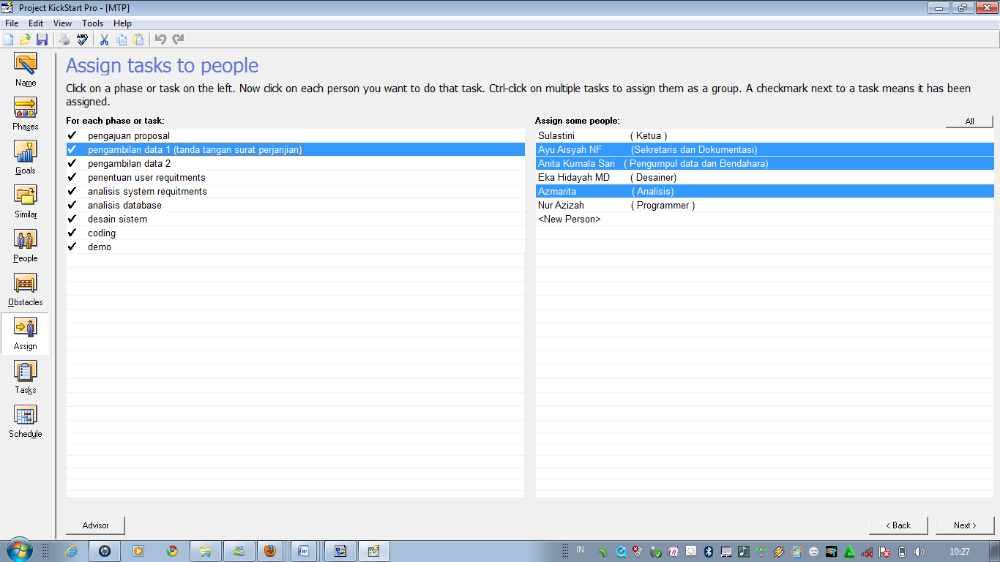 Project KickStart Pro - [MTP]
File Edit View Tools Help
ABC
Name
Phases
Goals
Similar
People
Obstacles
Assign
Tasks
Schedule
Assign tasks to people
Click on a phase or task on the left. Now click on each person you want to do that task. Ctrl-click on multiple tasks to assign them as a group. A checkmark next to a task means it has been
assigned.
For each phase or task:
pengajuan proposal
pengambilan data 1 (tanda tangan surat perjanjian)
pengambilan data 2
penentuan user requitments
analisis system requitments
analisis database
desain sistem
coding
demo
Assign some people:
All
Sulastini ( Ketua )
Ayu Aisyah NF (Sekretaris dan Dokumentasi)
Anita Kumala Sari ( Pengumpul data dan Bendahara)
Eka Hidayah MD ( Desainer)
Azmarita ( Analisis)
Nur Azizah ( Programmer )
<New Person>
Advisor
< Back
Next >
IN
10:27